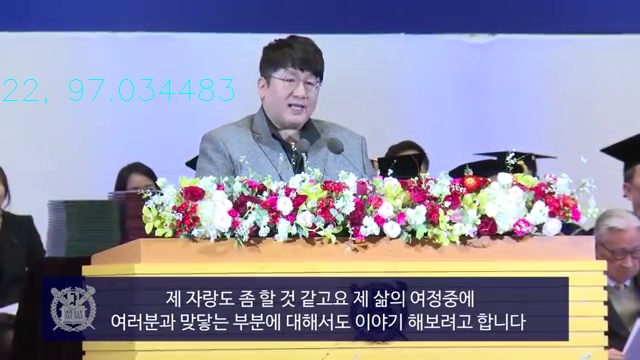 22, 97.034483
제 자랑도 좀 할 것 같고요 제 삶의 여정중에
여러분과 맞닿는 부분에 대해서도 이야기 해보려고 합니다